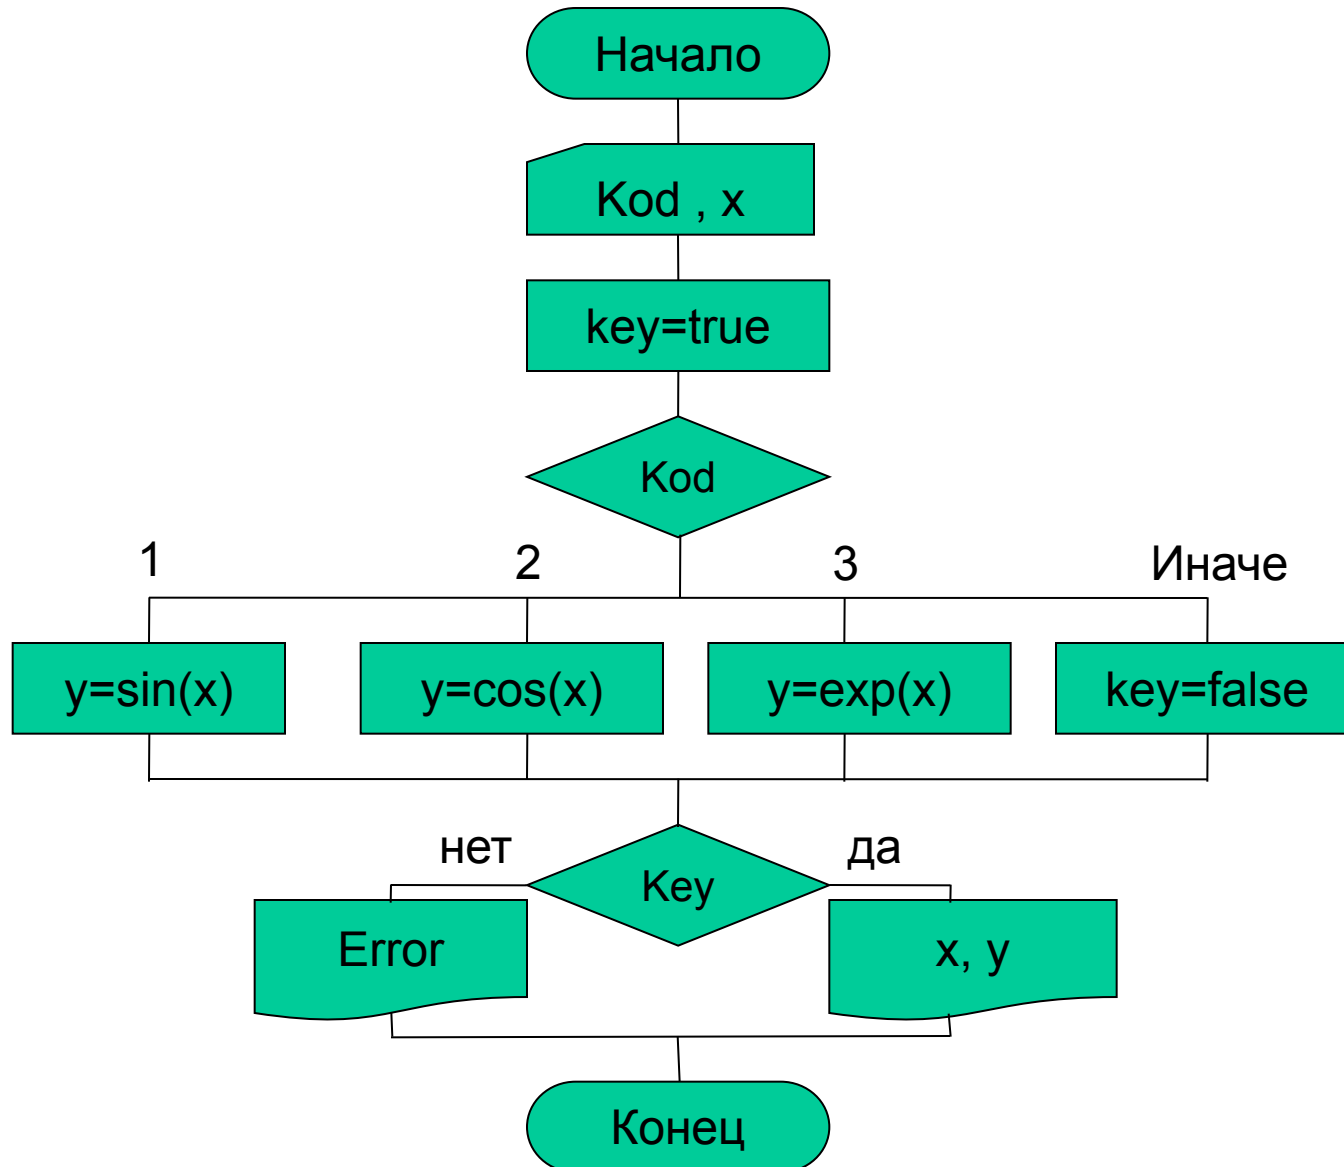 Начало
Kod , x
key=true
Kod
1 2 3 Иначе
y=sin(x) y=cos(x) y=exp(x) key=false
нет да
Key
Error x, y
Конец